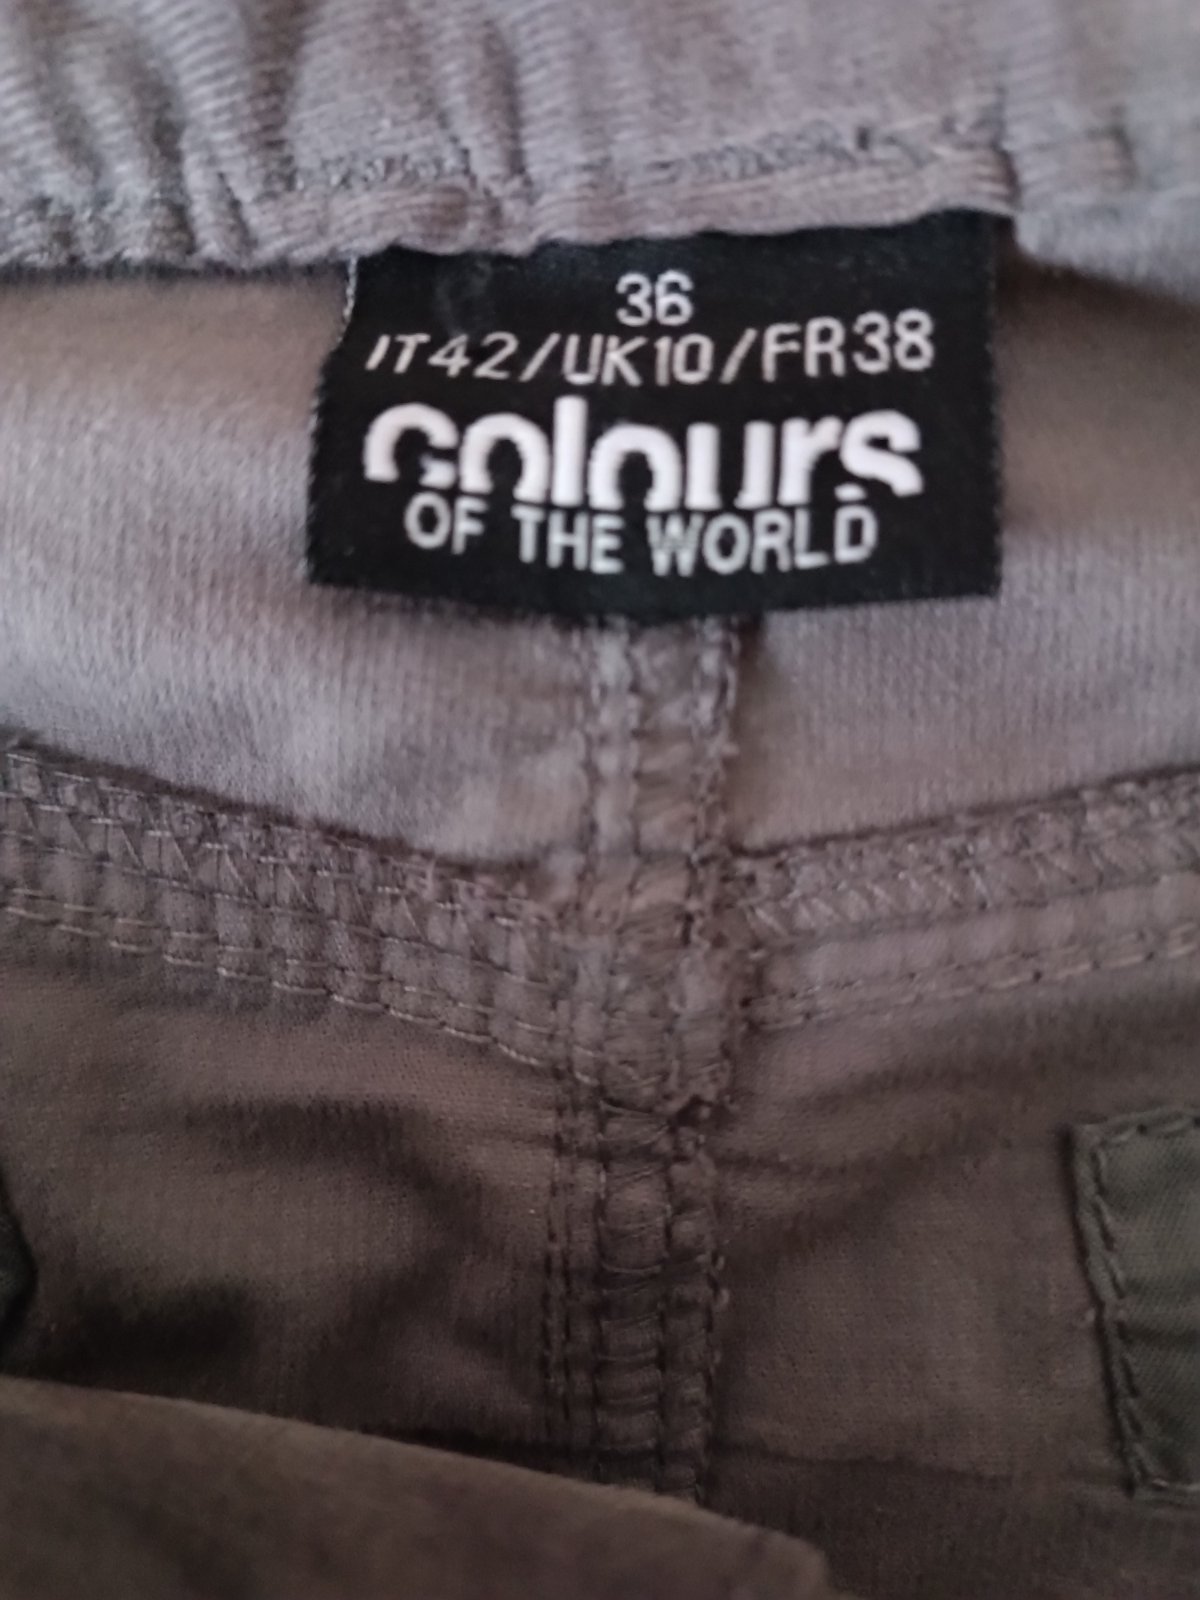 36
IT42/UK10/FR38
colours
OF THE WORLD